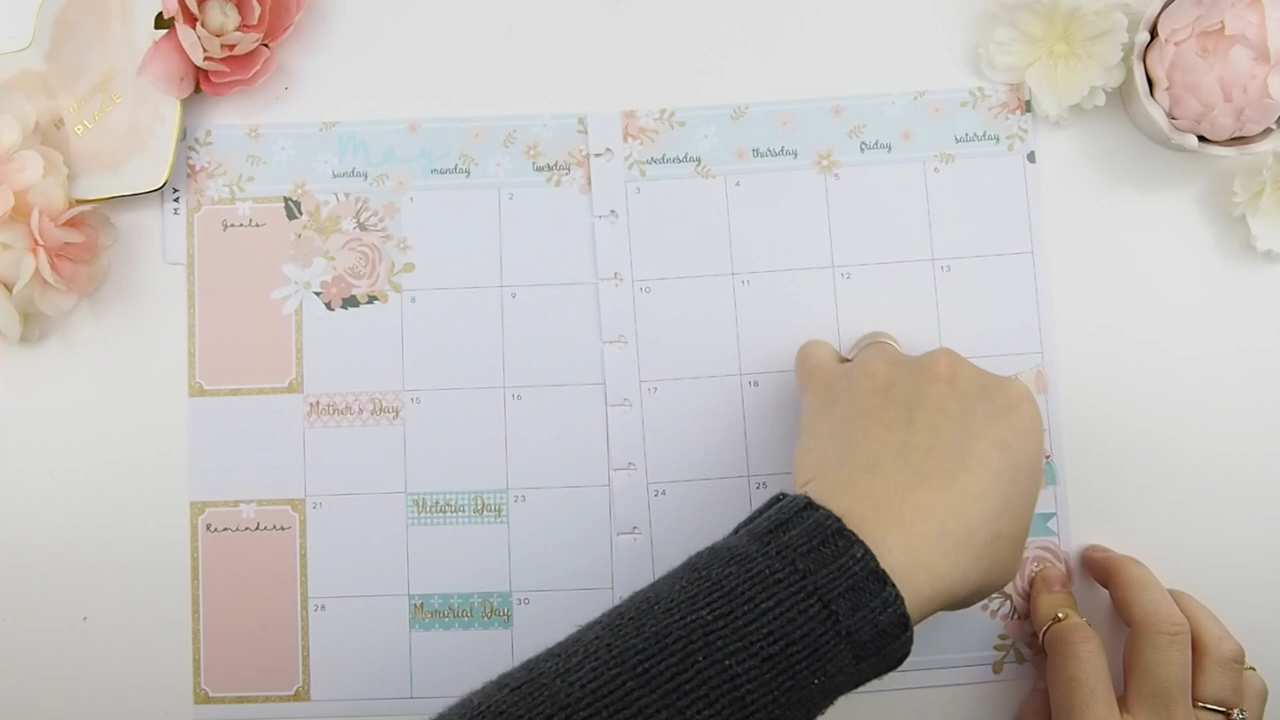 PLACE
May
sunday monday tuesday wednesday thursday friday saturday
MAY
Goals
1 2 3 4 5 6
8 9 10 11 12 13
Mother's Day 15 16 17 18
Reminders
21 Victoria Day 23 24 25
28 Memorial Day 30